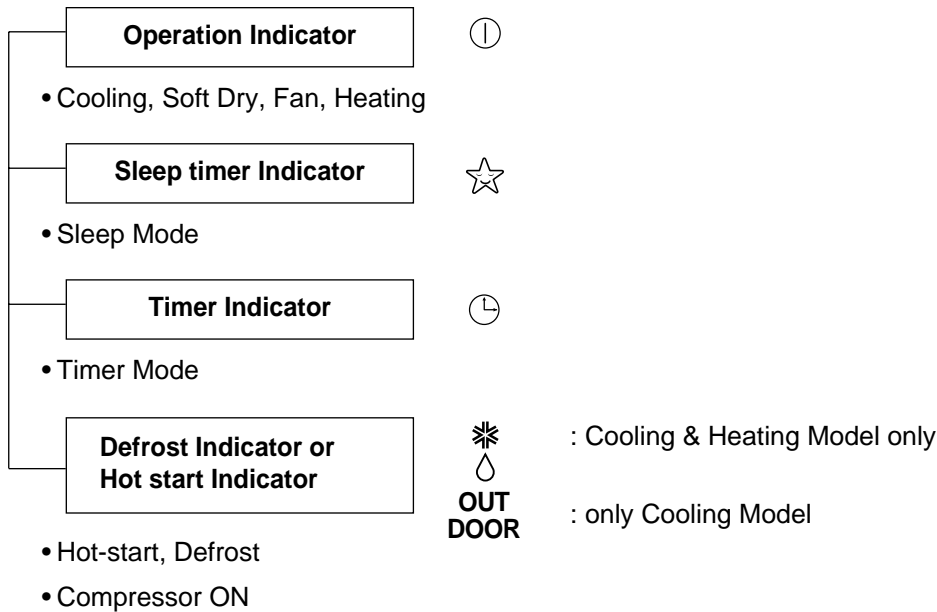 Operation Indicator
• Cooling, Soft Dry, Fan, Heating
Sleep timer Indicator
• Sleep Mode
Timer Indicator
• Timer Mode
Defrost Indicator or
Hot start Indicator
: Cooling & Heating Model only
OUT
DOOR
: only Cooling Model
• Hot-start, Defrost
• Compressor ON